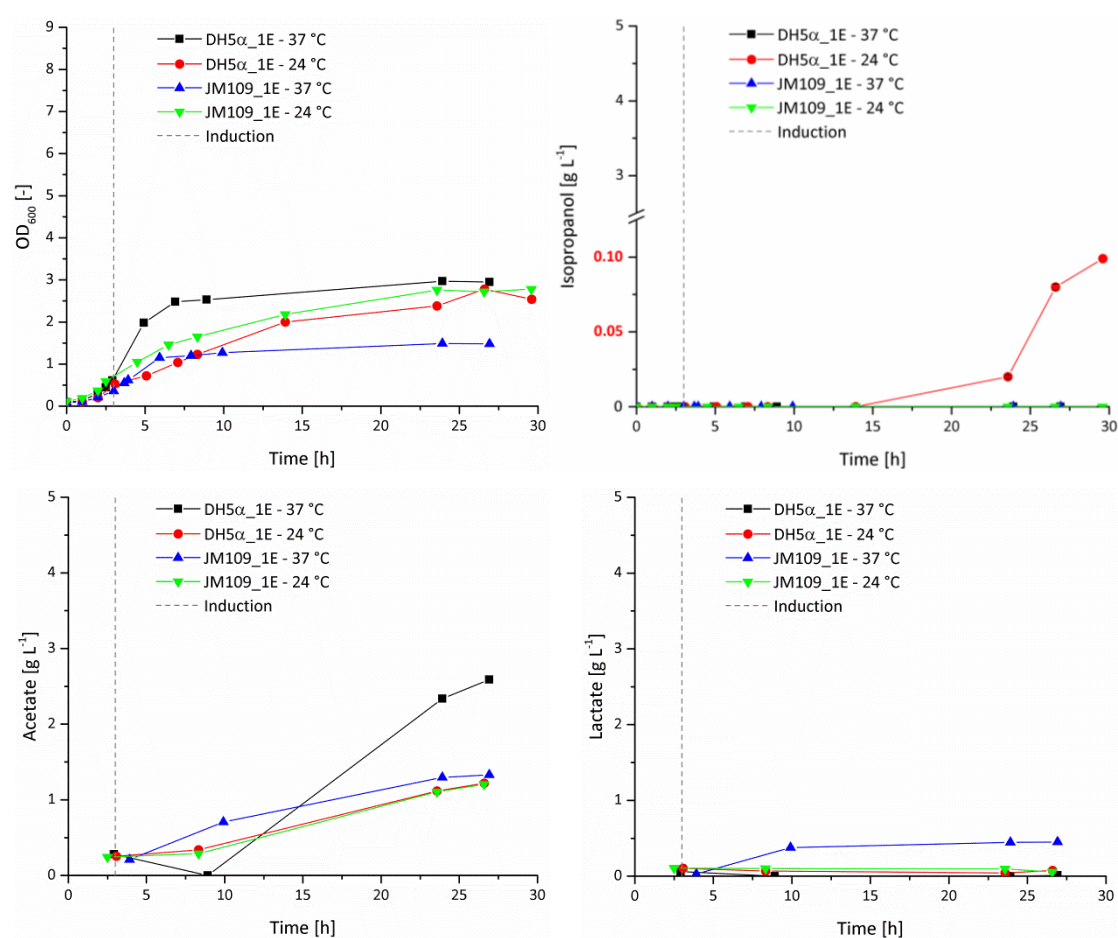 9
8
7
6
5
4
3
2
1
0
OD600 [-]
DH5α_1E - 37 °C
DH5α_1E - 24 °C
JM109_1E - 37 °C
JM109_1E - 24 °C
Induction
0 5 10 15 20 25 30
Time [h]
5
4
3
0.10
0.05
0
Isopropanol [g L-1]
DH5α_1E - 37 °C
DH5α_1E - 24 °C
JM109_1E - 37 °C
JM109_1E - 24 °C
Induction
0 5 10 15 20 25 30
Time [h]
5
4
3
2
1
0
Acetate [g L-1]
DH5α_1E - 37 °C
DH5α_1E - 24 °C
JM109_1E - 37 °C
JM109_1E - 24 °C
Induction
0 5 10 15 20 25 30
Time [h]
5
4
3
2
1
0
Lactate [g L-1]
DH5α_1E - 37 °C
DH5α_1E - 24 °C
JM109_1E - 37 °C
JM109_1E - 24 °C
Induction
0 5 10 15 20 25 30
Time [h]